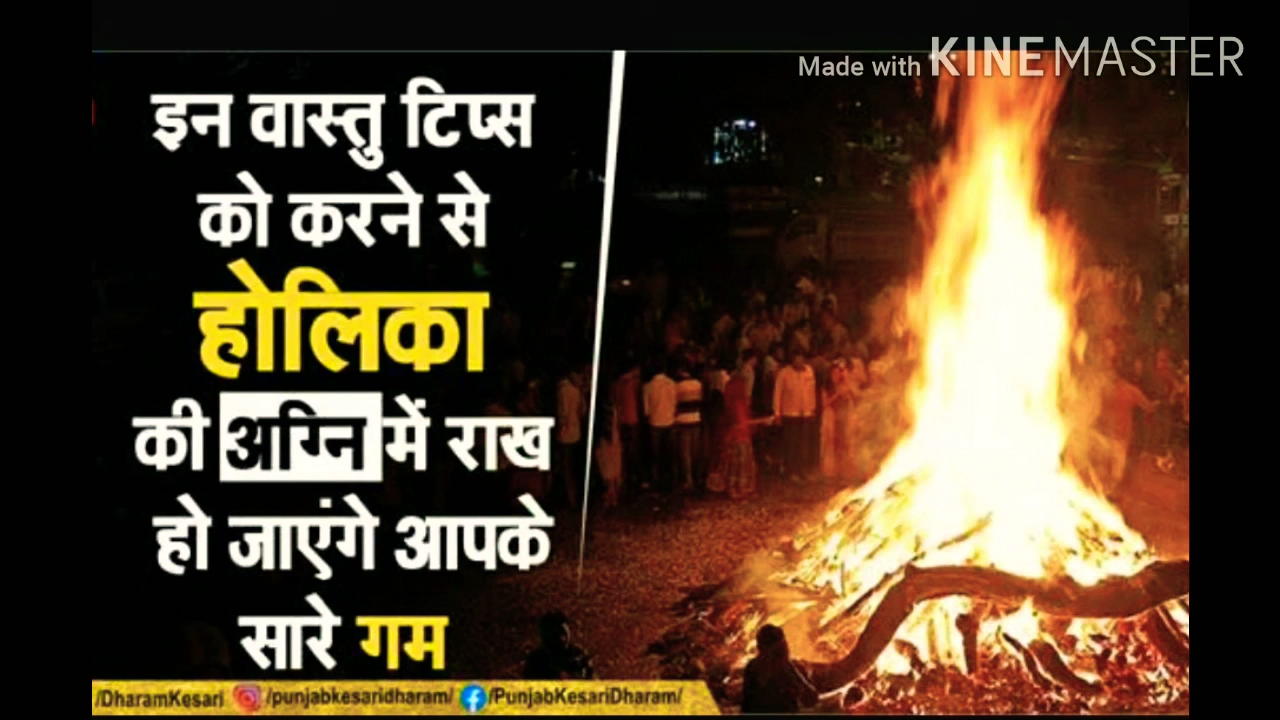 Made with KINEMASTER
इन वास्तु टिप्स
को करने से
होलिका
की अग्नि में राख
हो जाएंगे आपके
सारे गम
/DharamKesari /punjabkesaridharam/ /PunjabKesariDharam/